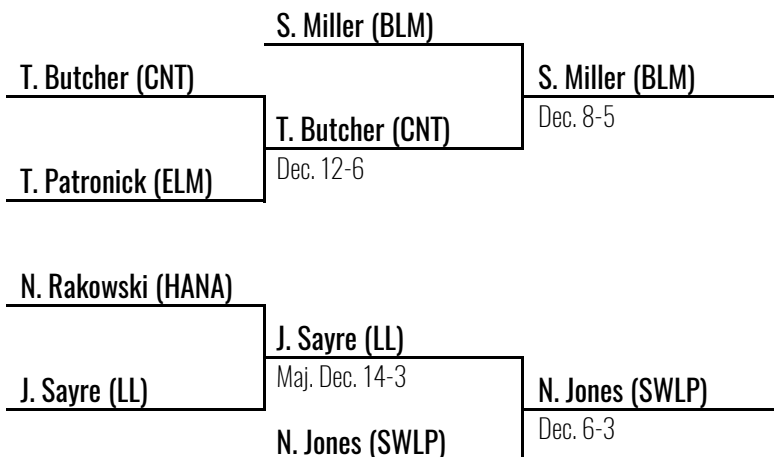 S. Miller (BLM)
T. Butcher (CNT)
S. Miller (BLM)
Dec. 8-5
T. Butcher (CNT)
Dec. 12-6
T. Patronick (ELM)
N. Rakowski (HANA)
J. Sayre (LL)
Maj. Dec. 14-3
J. Sayre (LL)
N. Jones (SWLP)
Dec. 6-3
N. Jones (SWLP)